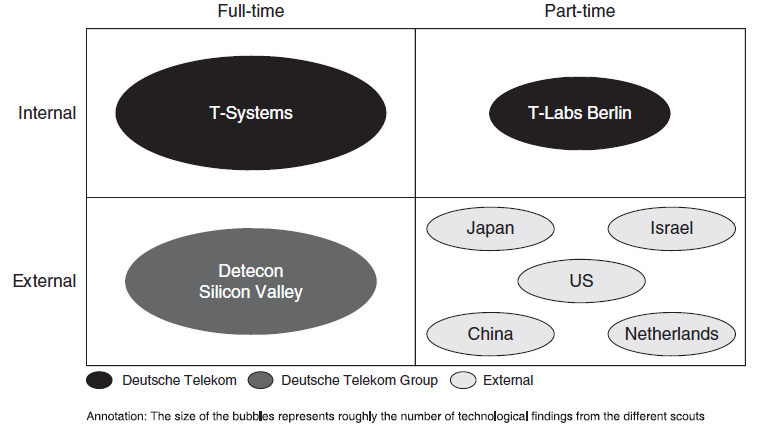 Full-time
Part-time
Internal
T-Systems
T-Labs Berlin
External
Detecon
Silicon Valley
Japan
Israel
US
China
Netherlands
Deutsche Telekom
Deutsche Telekom Group
External
Annotation: The size of the bubbles represents roughly the number of technological findings from the different scouts